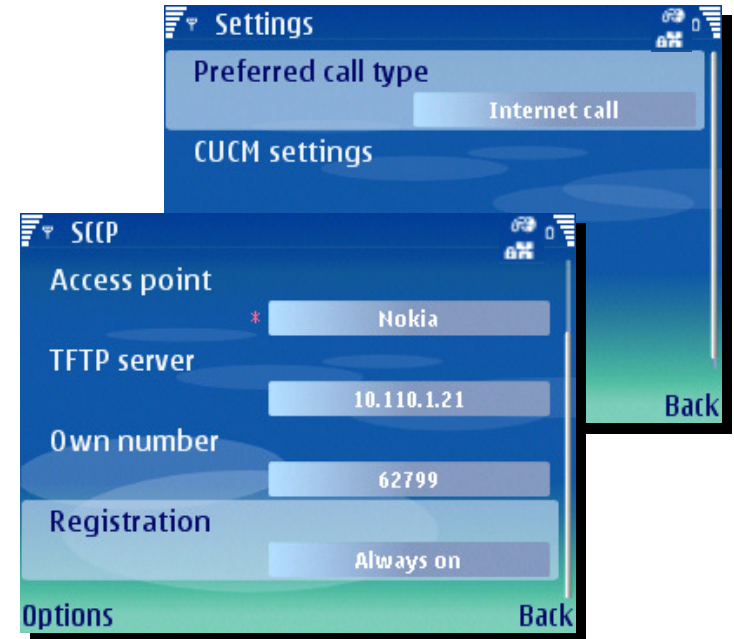 Settings
Preferred call type
Internet call
CUCM settings
Back
SCCP
Access point
* Nokia
TFTP server
10.110.1.21
Own number
62799
Registration
Always on
Options Back